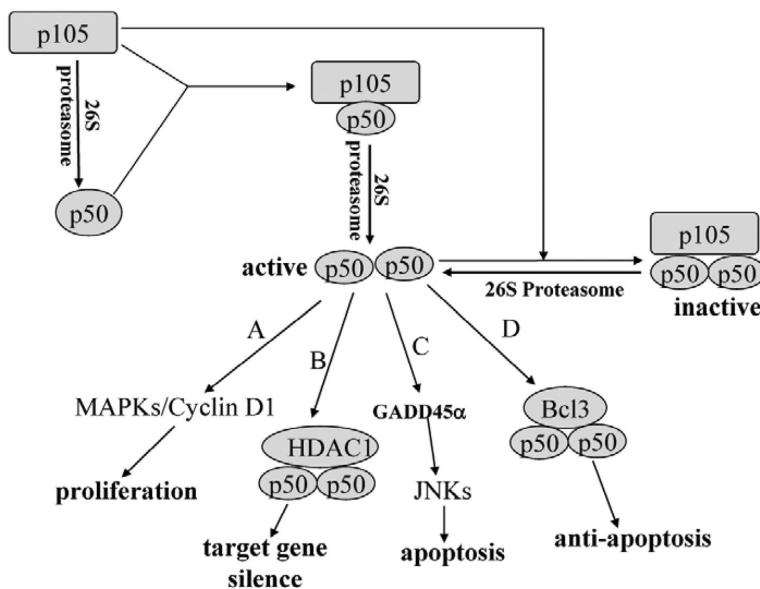 p105
26S
proteasome
p50
p105
p50
26S
proteasome
active
p50
p50
26S Proteasome
p105
p50
p50
inactive
A
B
C
D
MAPKs/Cyclin D1
proliferation
HDAC1
p50
p50
target gene
silence
GADD45α
JNKs
apoptosis
Bcl3
p50
p50
anti-apoptosis